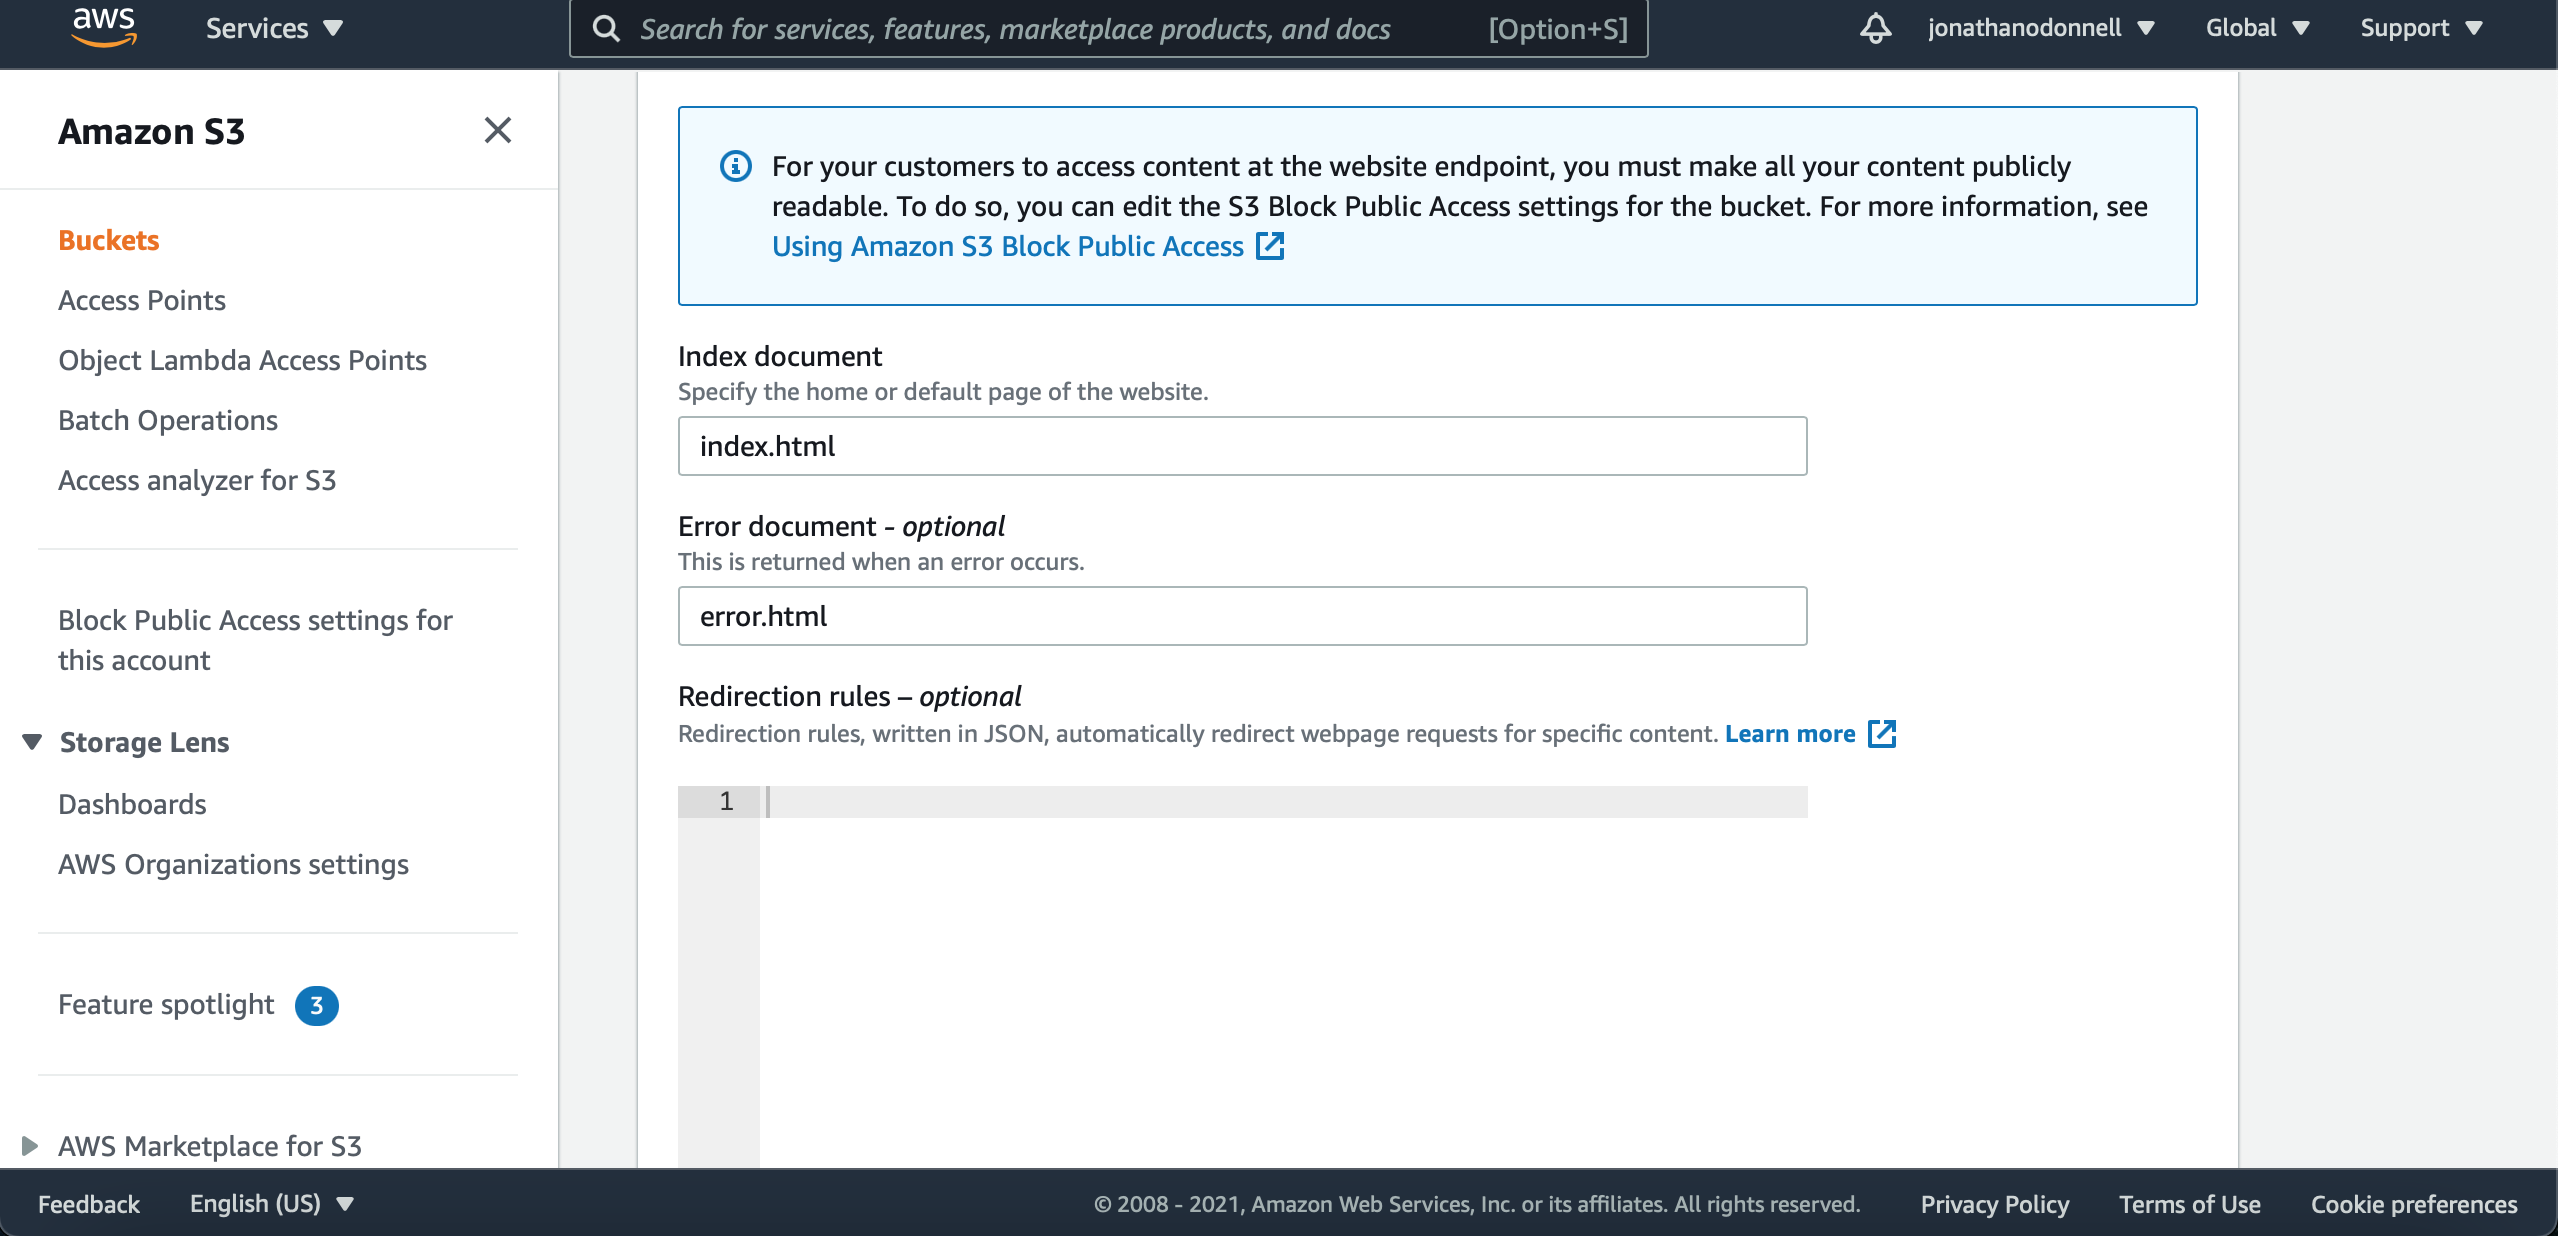 aws
Services
Search for services, features, marketplace products, and docs
[Option+S]
jonathanodonnell
Global
Support
Amazon S3
Buckets
Access Points
Object Lambda Access Points
Batch Operations
Access analyzer for S3
Block Public Access settings for
this account
Storage Lens
Dashboards
AWS Organizations settings
Feature spotlight 3
AWS Marketplace for S3
For your customers to access content at the website endpoint, you must make all your content publicly
readable. To do so, you can edit the S3 Block Public Access settings for the bucket. For more information, see
Using Amazon S3 Block Public Access
Index document
Specify the home or default page of the website.
index.html
Error document - optional
This is returned when an error occurs.
error.html
Redirection rules – optional
Redirection rules, written in JSON, automatically redirect webpage requests for specific content. Learn more
1
Feedback
English (US)
© 2008 - 2021, Amazon Web Services, Inc. or its affiliates. All rights reserved.
Privacy Policy
Terms of Use
Cookie preferences